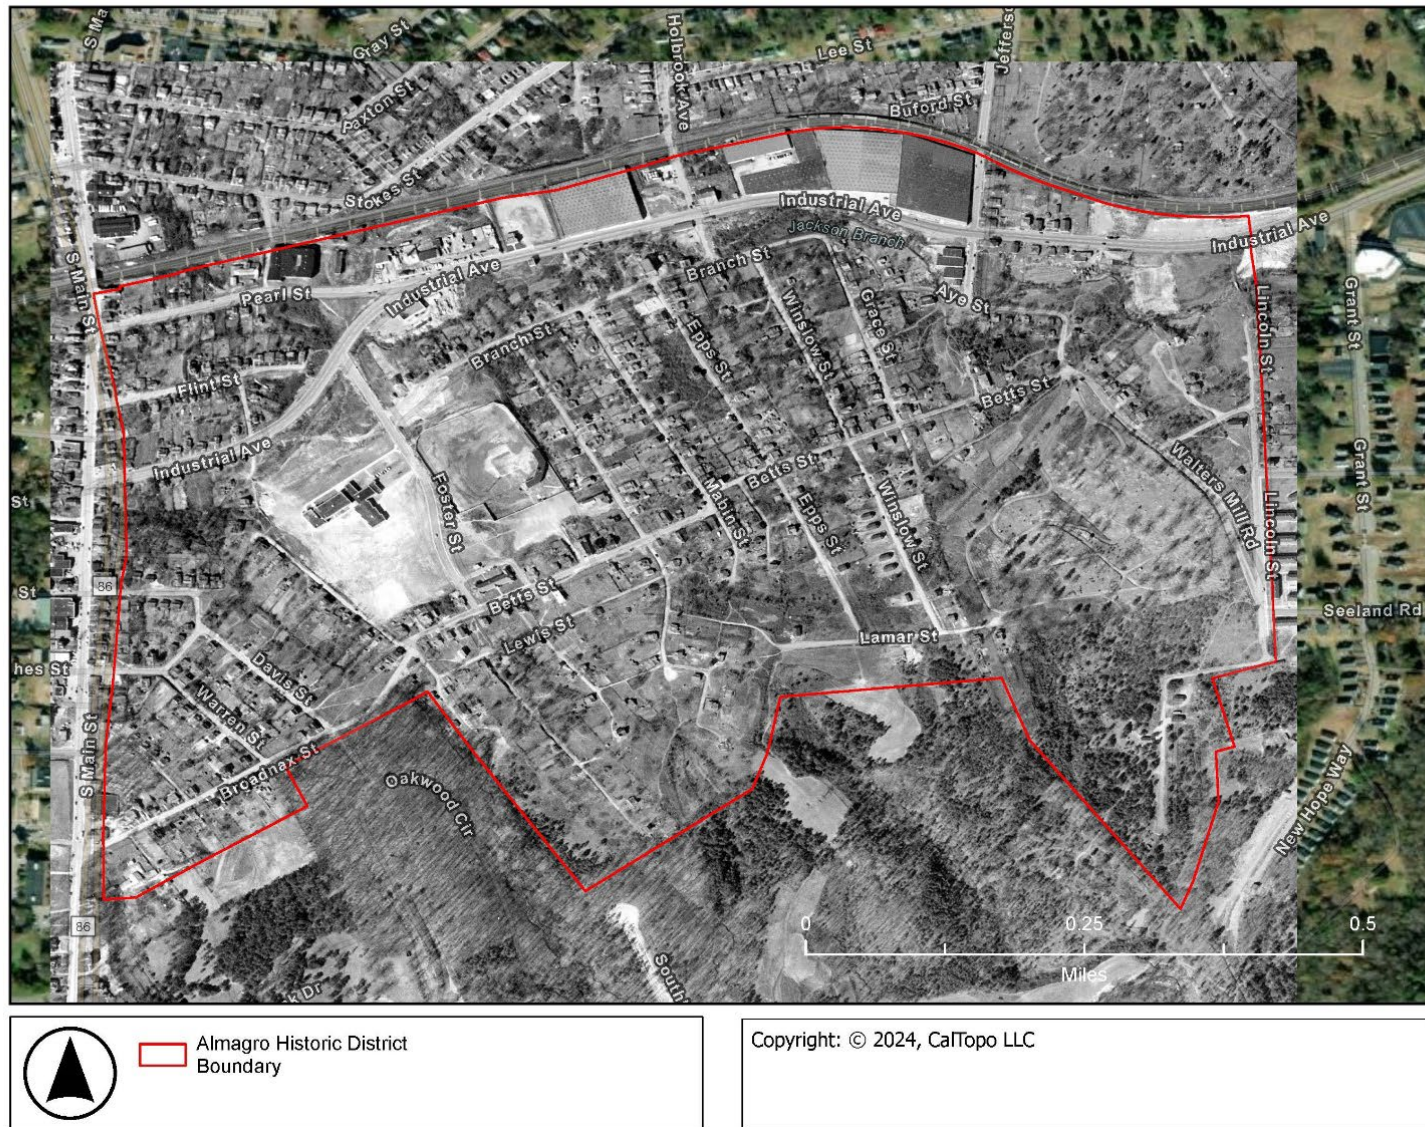 S Ma
Gray St
Holbrook Ave
Lee St
Jefferso
Paxton St
Buford St
Stokes St
Industrial Ave
Jackson Branch
Industrial Ave
S Main St
Pearl St
Industrial Ave
Branch St
Aye St
Grant St
Winslow St
Grace St
Lincoln St
Branch St
Epps St
Flint St
Betts St
Industrial Ave
Betts St
Walters Mill Rd
Grant St
St
Foster St
Mabin St
Epps St
Winslow St
Lincoln St
86
St
Betts St
Seeland Rd
Lewis St
Lamar St
hes St
Davis St
Warren St
S Main St
Broadnax St
Oakwood Cir
New Hope Way
86
0
0.25
0.5
Miles
South
k Dr
Almagro Historic District
Boundary
Copyright: © 2024, CalTopo LLC